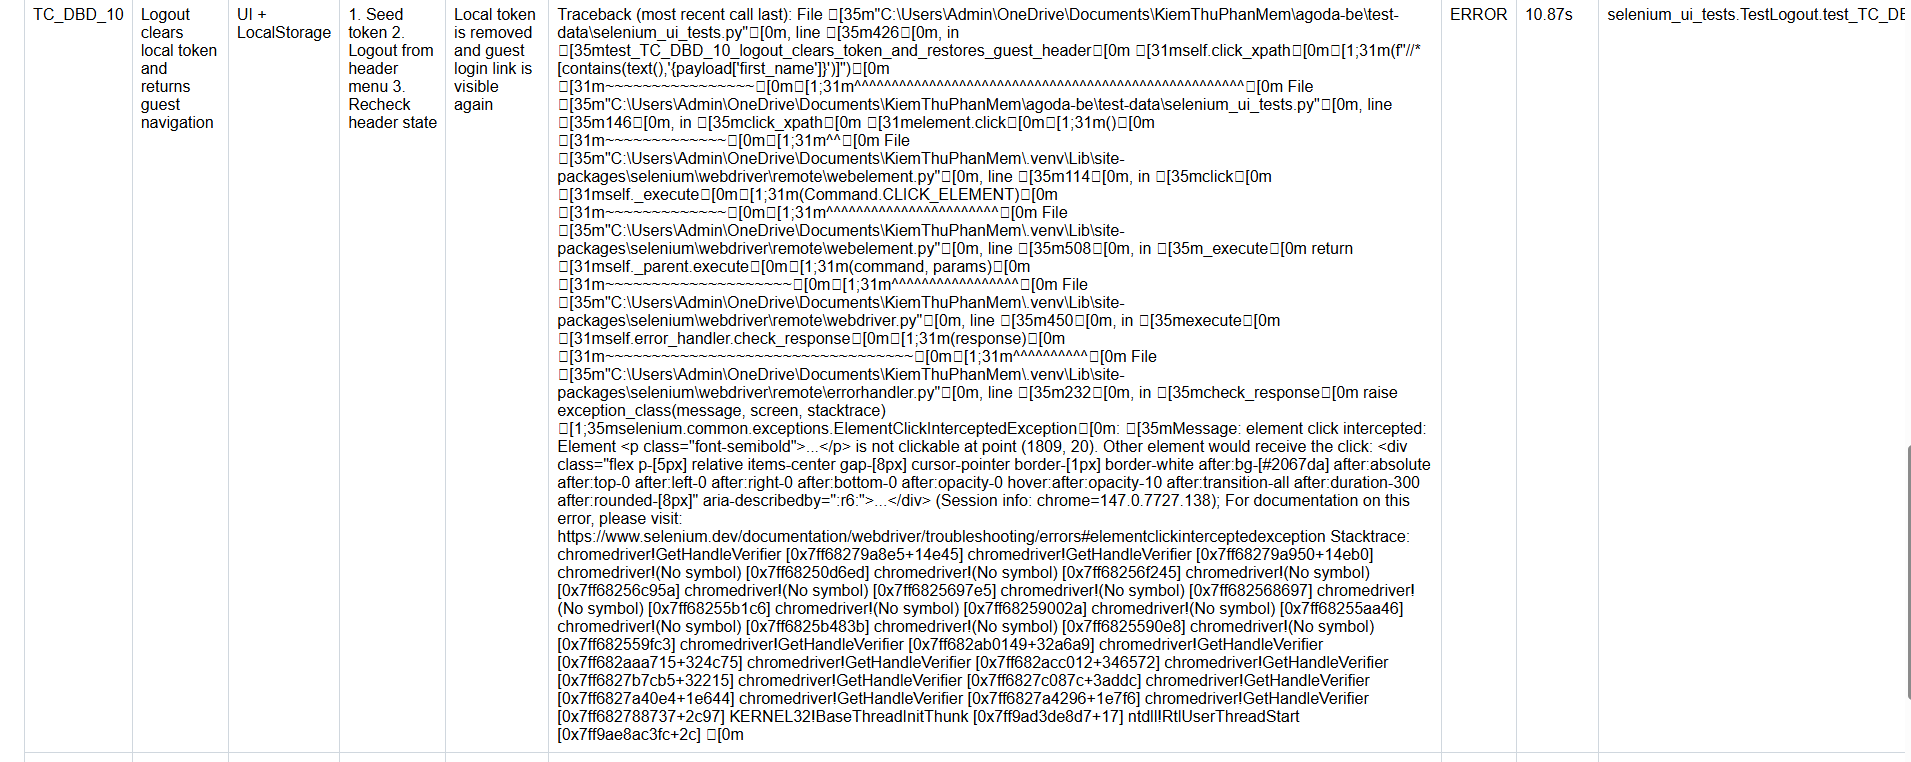 TC_DBD_10
Logout
clears
local token
and
returns
guest
navigation
UI +
LocalStorage
1. Seed
token 2.
Logout from
header
menu 3.
Recheck
header state
Local token
is removed
and guest
login link is
visible
again
Traceback (most recent call last): File □[35m"C:\Users\Admin\OneDrive\Documents\KiemThuPhanMem\agoda-be\test-
data\selenium_ui_tests.py"□[0m, line □[35m426□[0m, in
□[35mtest_TC_DBD_10_logout_clears_token_and_restores_guest_header□[0m □[31mself.click_xpath□[0m□[1;31m(f"//*
[contains(text(),'{payload['first_name']}')]")□[0m
□[31m~~~~~~~~~~~~~~~~□[0m□[1;31m^^^^^^^^^^^^^^^^^^^^^^^^^^^^^^^^^^^^^^^^^^^^^^^^^^^^^□[0m File
□[35m"C:\Users\Admin\OneDrive\Documents\KiemThuPhanMem\agoda-be\test-data\selenium_ui_tests.py"□[0m, line
□[35m146□[0m, in □[35mclick_xpath□[0m □[31melement.click□[0m□[1;31m()□[0m
□[31m~~~~~~~~~~~~~□[0m□[1;31m^^□[0m File
□[35m"C:\Users\Admin\OneDrive\Documents\KiemThuPhanMem\.venv\Lib\site-
packages\selenium\webdriver\remote\webelement.py"□[0m, line □[35m114□[0m, in □[35mclick□[0m
□[31mself._execute□[0m□[1;31m(Command.CLICK_ELEMENT)□[0m
□[31m~~~~~~~~~~~~~□[0m□[1;31m^^^^^^^^^^^^^^^^^^^^^^^□[0m File
□[35m"C:\Users\Admin\OneDrive\Documents\KiemThuPhanMem\.venv\Lib\site-
packages\selenium\webdriver\remote\webelement.py"□[0m, line □[35m508□[0m, in □[35m_execute□[0m return
□[31mself._parent.execute□[0m□[1;31m(command, params)□[0m
□[31m~~~~~~~~~~~~~~~~~~~~□[0m□[1;31m^^^^^^^^^^^^^^^^^□[0m File
□[35m"C:\Users\Admin\OneDrive\Documents\KiemThuPhanMem\.venv\Lib\site-
packages\selenium\webdriver\remote\webdriver.py"□[0m, line □[35m450□[0m, in □[35mexecute□[0m
□[31mself.error_handler.check_response□[0m□[1;31m(response)□[0m
□[31m~~~~~~~~~~~~~~~~~~~~~~~~~~~~~~~~~□[0m□[1;31m^^^^^^^^^^□[0m File
□[35m"C:\Users\Admin\OneDrive\Documents\KiemThuPhanMem\.venv\Lib\site-
packages\selenium\webdriver\remote\errorhandler.py"□[0m, line □[35m232□[0m, in □[35mcheck_response□[0m raise
exception_class(message, screen, stacktrace)
□[1;35mselenium.common.exceptions.ElementClickInterceptedException□[0m: □[35mMessage: element click intercepted:
Element <p class="font-semibold">...</p> is not clickable at point (1809, 20). Other element would receive the click: <div
class="flex p-[5px] relative items-center gap-[8px] cursor-pointer border-[1px] border-white after:bg-[#2067da] after:absolute
after:top-0 after:left-0 after:right-0 after:bottom-0 after:opacity-0 hover:after:opacity-10 after:transition-all after:duration-300
after:rounded-[8px]" aria-describedby=":r6:">...</div> (Session info: chrome=147.0.7727.138); For documentation on this
error, please visit:
https://www.selenium.dev/documentation/webdriver/troubleshooting/errors#elementclickinterceptedexception Stacktrace:
chromedriver!GetHandleVerifier [0x7ff68279a8e5+14e45] chromedriver!GetHandleVerifier [0x7ff68279a950+14eb0]
chromedriver!(No symbol) [0x7ff68250d6ed] chromedriver!(No symbol) [0x7ff68256f245] chromedriver!(No symbol)
[0x7ff68256c95a] chromedriver!(No symbol) [0x7ff6825697e5] chromedriver!(No symbol) [0x7ff682568697] chromedriver!
(No symbol) [0x7ff68255b1c6] chromedriver!(No symbol) [0x7ff68259002a] chromedriver!(No symbol) [0x7ff68255aa46]
chromedriver!(No symbol) [0x7ff6825b483b] chromedriver!(No symbol) [0x7ff6825590e8] chromedriver!(No symbol)
[0x7ff682559fc3] chromedriver!GetHandleVerifier [0x7ff682ab0149+32a6a9] chromedriver!GetHandleVerifier
[0x7ff682aaa715+324c75] chromedriver!GetHandleVerifier [0x7ff682acc012+346572] chromedriver!GetHandleVerifier
[0x7ff6827b7cb5+32215] chromedriver!GetHandleVerifier [0x7ff6827c087c+3addc] chromedriver!GetHandleVerifier
[0x7ff6827a40e4+1e644] chromedriver!GetHandleVerifier [0x7ff6827a4296+1e7f6] chromedriver!GetHandleVerifier
[0x7ff682788737+2c97] KERNEL32!BaseThreadInitThunk [0x7ff9ad3de8d7+17] ntdll!RtlUserThreadStart
[0x7ff9ae8ac3fc+2c] □[0m
ERROR
10.87s
selenium_ui_tests.TestLogout.test_TC_DB